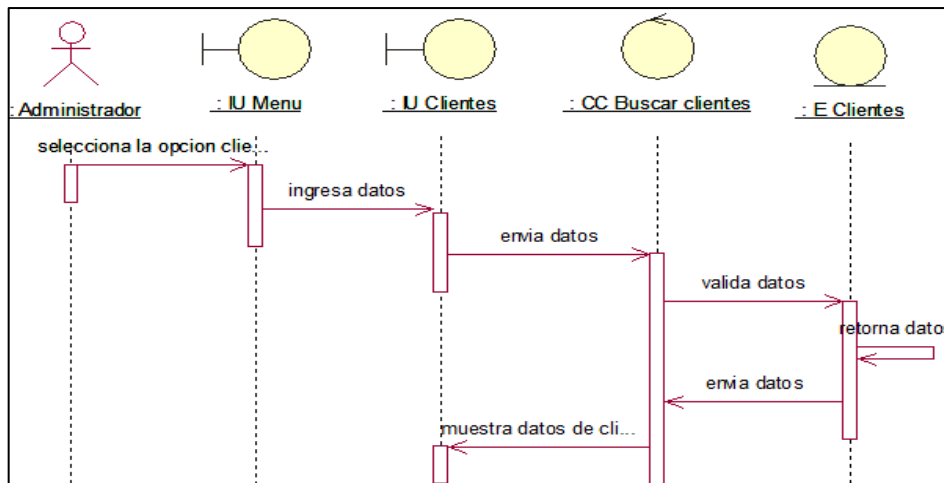 : Administrador
: IU Menu
: IU Clientes
: CC Buscar clientes
: E Clientes
selecciona la opcion clie...
ingresa datos
envia datos
valida datos
retorna datos
envia datos
muestra datos de cli...